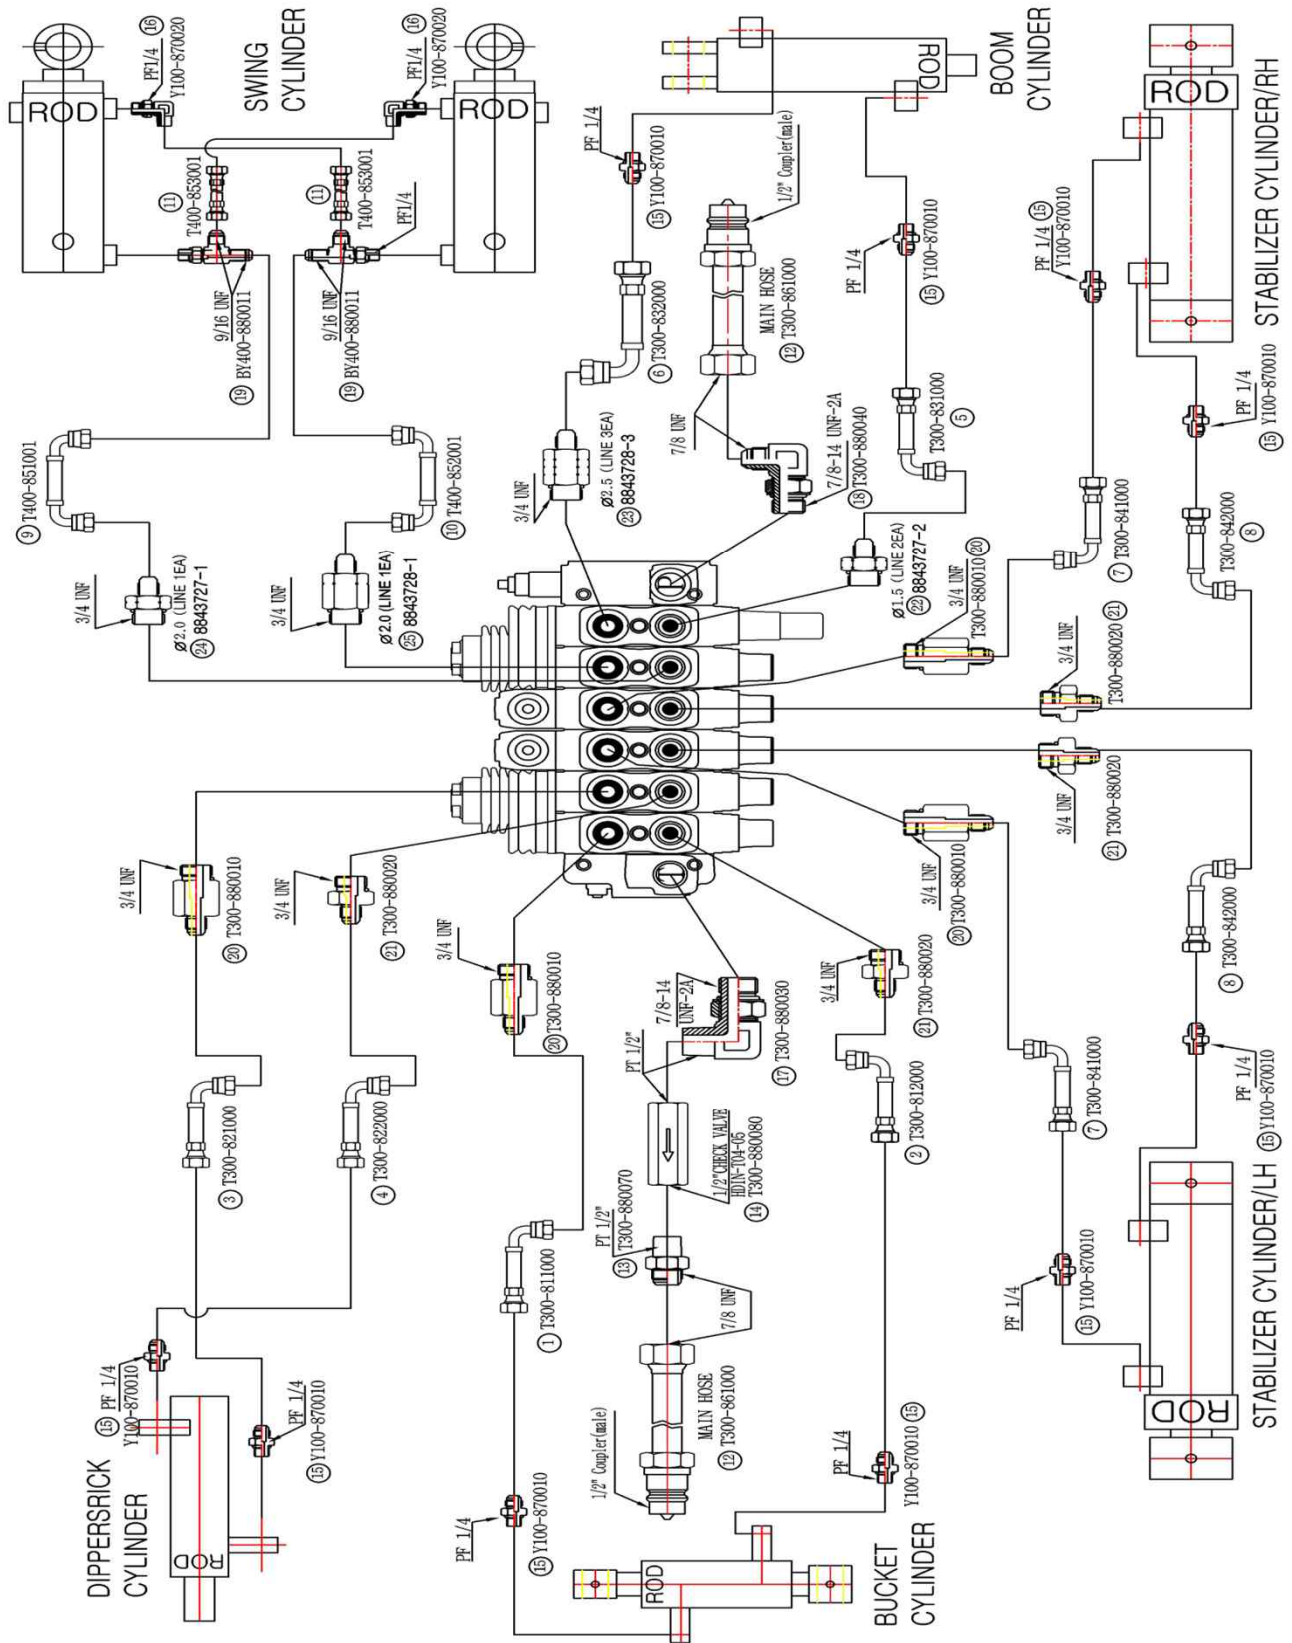 DIPPERSRICK
CYLINDER
ROD
⑮ PF 1/4
Y100-870010
PF 1/4
⑮ Y100-870010
③ T300-821000
④ T300-822000
3/4 UNF
⑳ T300-880010
3/4 UNF
㉑ T300-880020
3/4 UNF
⑳ T300-880010
① T300-811000
PF 1/4
⑮ Y100-870010
SWING
CYLINDER
ROD
PF1/4 ⑯
Y100-870020
ROD
PF1/4 ⑯
Y100-870020
⑪
T400-853001
⑪
T400-853001
PF1/4
9/16 UNF
⑲ BY400-880011
9/16 UNF
⑲ BY400-880011
⑨ T400-851001
⑩ T400-852001
3/4 UNF
Ø2.0 (LINE 1EA)
㉔ 8843727-1
3/4 UNF
Ø2.0 (LINE 1EA)
㉕ 8843728-1
3/4 UNF
Ø2.5 (LINE 3EA)
㉓ 8843728-3
⑥ T300-832000
PF 1/4
⑮ Y100-870010
BOOM
CYLINDER
ROD
1/2" Coupler(male)
MAIN HOSE
⑫ T300-861000
7/8 UNF
7/8-14 UNF-2A
⑱ T300-880040
PF 1/4
⑮ Y100-870010
T300-831000
⑤
Ø1.5 (LINE 2EA)
㉒ 8843727-2
1/2" Coupler(male)
MAIN HOSE
⑫ T300-861000
7/8 UNF
PT 1/2"
T300-880070
⑬
1/2"CHECK VALVE
HDIN-T04-05
⑭ T300-880080
PT 1/2"
7/8-14
UNF-2A
⑰ T300-880030
BUCKET
CYLINDER
ROD
PF 1/4
Y100-870010 ⑮
② T300-812000
3/4 UNF
㉑ T300-880020
3/4 UNF
⑳ T300-880010
3/4 UNF
㉑ T300-880020
3/4 UNF
T300-880010 ⑳
3/4 UNF
T300-880020 ㉑
STABILIZER CYLINDER/LH
ROD
PF 1/4
⑮ Y100-870010
⑦ T300-841000
PF 1/4
⑮ Y100-870010
⑧ T300-842000
STABILIZER CYLINDER/RH
ROD
PF 1/4 ⑮
Y100-870010
⑦ T300-841000
PF 1/4
⑮ Y100-870010
T300-842000
⑧